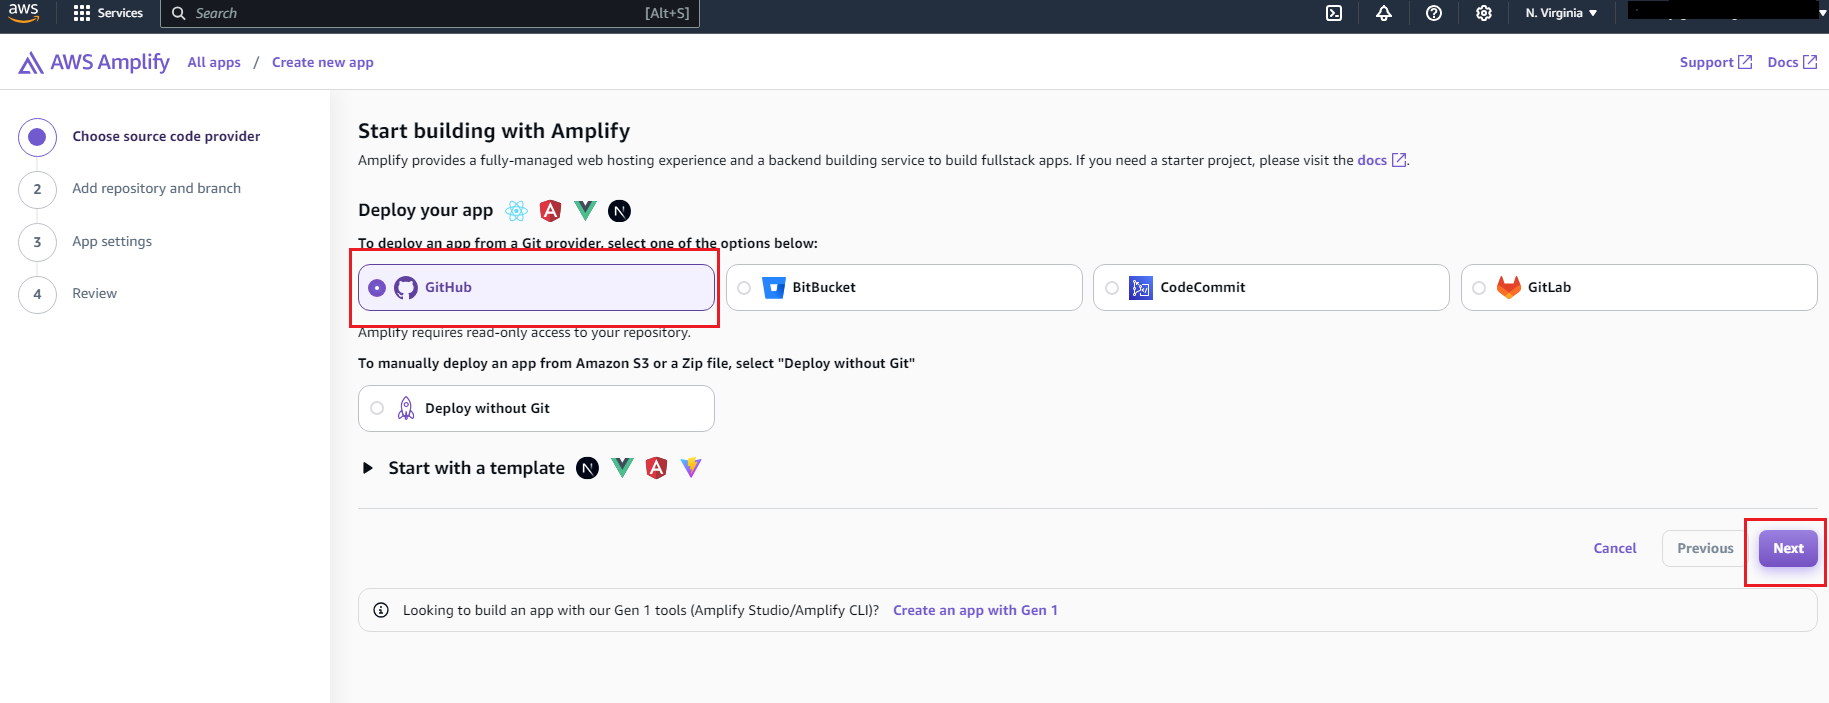 aws Services Search [Alt+S] N. Virginia
AWS Amplify All apps / Create new app Support Docs
Choose source code provider
2 Add repository and branch
3 App settings
4 Review
Start building with Amplify
Amplify provides a fully-managed web hosting experience and a backend building service to build fullstack apps. If you need a starter project, please visit the docs.
Deploy your app
To deploy an app from a Git provider, select one of the options below:
GitHub BitBucket CodeCommit GitLab
Amplify requires read-only access to your repository.
To manually deploy an app from Amazon S3 or a Zip file, select "Deploy without Git"
Deploy without Git
Start with a template
Cancel Previous Next
Looking to build an app with our Gen 1 tools (Amplify Studio/Amplify CLI)? Create an app with Gen 1